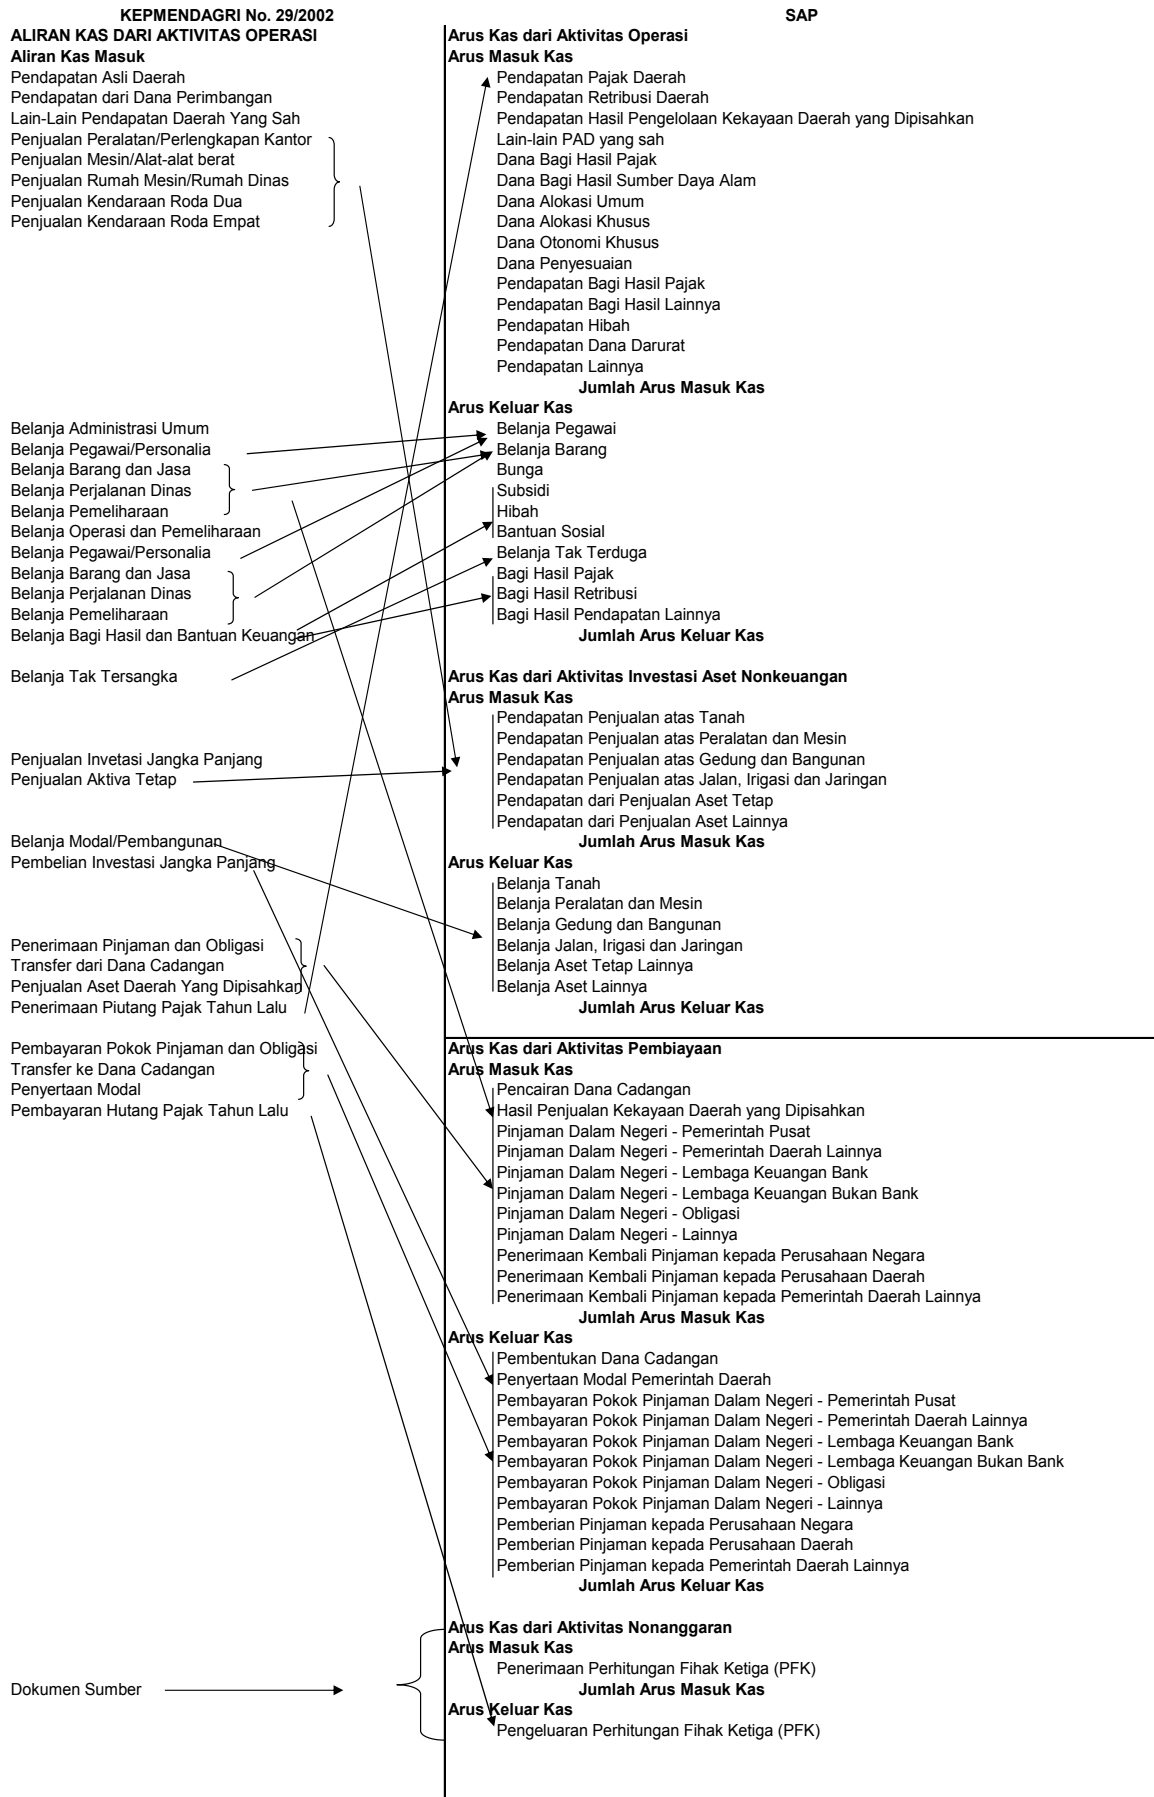 KEPMENDAGRI No. 29/2002
ALIRAN KAS DARI AKTIVITAS OPERASI
Aliran Kas Masuk
Pendapatan Asli Daerah
Pendapatan dari Dana Perimbangan
Lain-Lain Pendapatan Daerah Yang Sah
Penjualan Peralatan/Perlengkapan Kantor
Penjualan Mesin/Alat-alat berat
Penjualan Rumah Mesin/Rumah Dinas
Penjualan Kendaraan Roda Dua
Penjualan Kendaraan Roda Empat
Belanja Administrasi Umum
Belanja Pegawai/Personalia
Belanja Barang dan Jasa
Belanja Perjalanan Dinas
Belanja Pemeliharaan
Belanja Operasi dan Pemeliharaan
Belanja Pegawai/Personalia
Belanja Barang dan Jasa
Belanja Perjalanan Dinas
Belanja Pemeliharaan
Belanja Bagi Hasil dan Bantuan Keuangan
Belanja Tak Tersangka
Penjualan Invetasi Jangka Panjang
Penjualan Aktiva Tetap
Belanja Modal/Pembangunan
Pembelian Investasi Jangka Panjang
Penerimaan Pinjaman dan Obligasi
Transfer dari Dana Cadangan
Penjualan Aset Daerah Yang Dipisahkan
Penerimaan Piutang Pajak Tahun Lalu
Pembayaran Pokok Pinjaman dan Obligasi
Transfer ke Dana Cadangan
Penyertaan Modal
Pembayaran Hutang Pajak Tahun Lalu
Dokumen Sumber
SAP
Arus Kas dari Aktivitas Operasi
Arus Masuk Kas
Pendapatan Pajak Daerah
Pendapatan Retribusi Daerah
Pendapatan Hasil Pengelolaan Kekayaan Daerah yang Dipisahkan
Lain-lain PAD yang sah
Dana Bagi Hasil Pajak
Dana Bagi Hasil Sumber Daya Alam
Dana Alokasi Umum
Dana Alokasi Khusus
Dana Otonomi Khusus
Dana Penyesuaian
Pendapatan Bagi Hasil Pajak
Pendapatan Bagi Hasil Lainnya
Pendapatan Hibah
Pendapatan Dana Darurat
Pendapatan Lainnya
Jumlah Arus Masuk Kas
Arus Keluar Kas
Belanja Pegawai
Belanja Barang
Bunga
Subsidi
Hibah
Bantuan Sosial
Belanja Tak Terduga
Bagi Hasil Pajak
Bagi Hasil Retribusi
Bagi Hasil Pendapatan Lainnya
Jumlah Arus Keluar Kas
Arus Kas dari Aktivitas Investasi Aset Nonkeuangan
Arus Masuk Kas
Pendapatan Penjualan atas Tanah
Pendapatan Penjualan atas Peralatan dan Mesin
Pendapatan Penjualan atas Gedung dan Bangunan
Pendapatan Penjualan atas Jalan, Irigasi dan Jaringan
Pendapatan dari Penjualan Aset Tetap
Pendapatan dari Penjualan Aset Lainnya
Jumlah Arus Masuk Kas
Arus Keluar Kas
Belanja Tanah
Belanja Peralatan dan Mesin
Belanja Gedung dan Bangunan
Belanja Jalan, Irigasi dan Jaringan
Belanja Aset Tetap Lainnya
Belanja Aset Lainnya
Jumlah Arus Keluar Kas
Arus Kas dari Aktivitas Pembiayaan
Arus Masuk Kas
Pencairan Dana Cadangan
Hasil Penjualan Kekayaan Daerah yang Dipisahkan
Pinjaman Dalam Negeri - Pemerintah Pusat
Pinjaman Dalam Negeri - Pemerintah Daerah Lainnya
Pinjaman Dalam Negeri - Lembaga Keuangan Bank
Pinjaman Dalam Negeri - Lembaga Keuangan Bukan Bank
Pinjaman Dalam Negeri - Obligasi
Pinjaman Dalam Negeri - Lainnya
Penerimaan Kembali Pinjaman kepada Perusahaan Negara
Penerimaan Kembali Pinjaman kepada Perusahaan Daerah
Penerimaan Kembali Pinjaman kepada Pemerintah Daerah Lainnya
Jumlah Arus Masuk Kas
Arus Keluar Kas
Pembentukan Dana Cadangan
Penyertaan Modal Pemerintah Daerah
Pembayaran Pokok Pinjaman Dalam Negeri - Pemerintah Pusat
Pembayaran Pokok Pinjaman Dalam Negeri - Pemerintah Daerah Lainnya
Pembayaran Pokok Pinjaman Dalam Negeri - Lembaga Keuangan Bank
Pembayaran Pokok Pinjaman Dalam Negeri - Lembaga Keuangan Bukan Bank
Pembayaran Pokok Pinjaman Dalam Negeri - Obligasi
Pembayaran Pokok Pinjaman Dalam Negeri - Lainnya
Pemberian Pinjaman kepada Perusahaan Negara
Pemberian Pinjaman kepada Perusahaan Daerah
Pemberian Pinjaman kepada Pemerintah Daerah Lainnya
Jumlah Arus Keluar Kas
Arus Kas dari Aktivitas Nonanggaran
Arus Masuk Kas
Penerimaan Perhitungan Fihak Ketiga (PFK)
Jumlah Arus Masuk Kas
Arus Keluar Kas
Pengeluaran Perhitungan Fihak Ketiga (PFK)